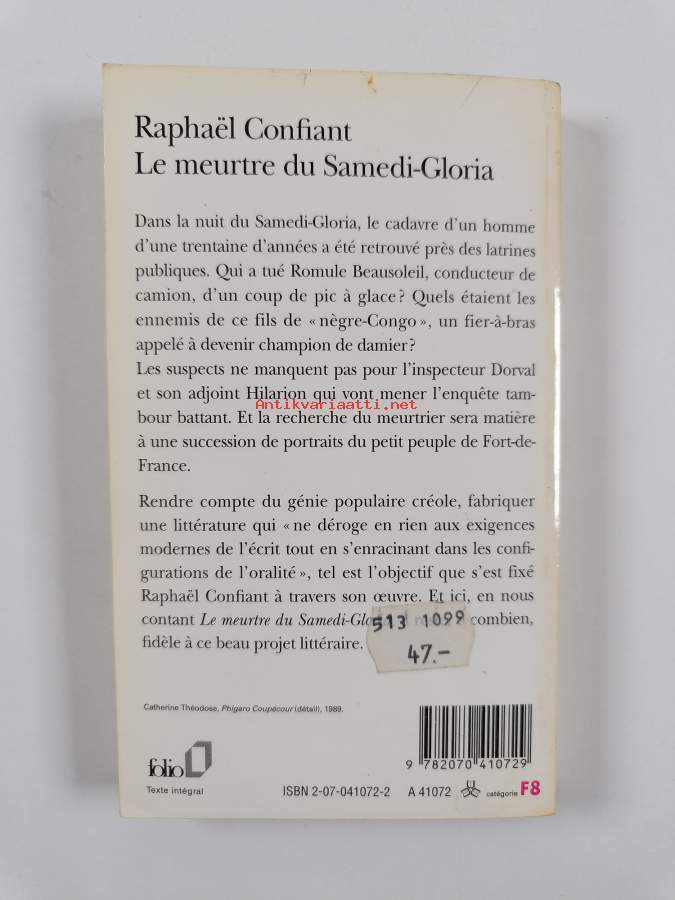 Raphaël Confiant
Le meurtre du Samedi-Gloria
Dans la nuit du Samedi-Gloria, le cadavre d'un homme
d'une trentaine d'années a été retrouvé près des latrines
publiques. Qui a tué Romule Beausoleil, conducteur de
camion, d'un coup de pic à glace ? Quels étaient les
ennemis de ce fils de « nègre-Congo », un fier-à-bras
appelé à devenir champion de damier ?
Les suspects ne manquent pas pour l'inspecteur Dorval
et son adjoint Hilarion qui vont mener l'enquête tam-
Antikvariaatti.net
bour battant. Et la recherche du meurtrier sera matière
à une succession de portraits du petit peuple de Fort-de-
France.
Rendre compte du génie populaire créole, fabriquer
une littérature qui « ne déroge en rien aux exigences
modernes de l'écrit tout en s'enracinant dans les confi-
gurations de l'oralité », tel est l'objectif que s'est fixé
Raphaël Confiant à travers son œuvre. Et ici, en nous
contant Le meurtre du Samedi-Glo combien,
513 1099
fidèle à ce beau projet littéraire.
47.-
Catherine Théodose, Phigaro Coupécour (détail), 1989.
9 782070 410729
folio
Texte intégral
ISBN 2-07-041072-2 A 41072 catégorie F8